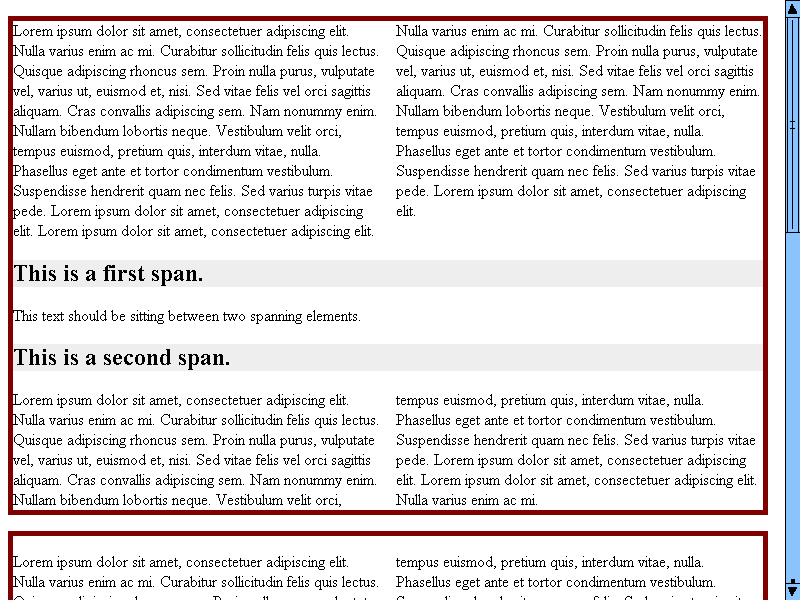 Lorem ipsum dolor sit amet, consectetuer adipiscing elit.
Nulla varius enim ac mi. Curabitur sollicitudin felis quis lectus.
Quisque adipiscing rhoncus sem. Proin nulla purus, vulputate
vel, varius ut, euismod et, nisi. Sed vitae felis vel orci sagittis
aliquam. Cras convallis adipiscing sem. Nam nonummy enim.
Nullam bibendum lobortis neque. Vestibulum velit orci,
tempus euismod, pretium quis, interdum vitae, nulla.
Phasellus eget ante et tortor condimentum vestibulum.
Suspendisse hendrerit quam nec felis. Sed varius turpis vitae
pede. Lorem ipsum dolor sit amet, consectetuer adipiscing
elit. Lorem ipsum dolor sit amet, consectetuer adipiscing elit.
Nulla varius enim ac mi. Curabitur sollicitudin felis quis lectus.
Quisque adipiscing rhoncus sem. Proin nulla purus, vulputate
vel, varius ut, euismod et, nisi. Sed vitae felis vel orci sagittis
aliquam. Cras convallis adipiscing sem. Nam nonummy enim.
Nullam bibendum lobortis neque. Vestibulum velit orci,
tempus euismod, pretium quis, interdum vitae, nulla.
Phasellus eget ante et tortor condimentum vestibulum.
Suspendisse hendrerit quam nec felis. Sed varius turpis vitae
pede. Lorem ipsum dolor sit amet, consectetuer adipiscing
elit.
This is a first span.
This text should be sitting between two spanning elements.
This is a second span.
Lorem ipsum dolor sit amet, consectetuer adipiscing elit.
Nulla varius enim ac mi. Curabitur sollicitudin felis quis lectus.
Quisque adipiscing rhoncus sem. Proin nulla purus, vulputate
vel, varius ut, euismod et, nisi. Sed vitae felis vel orci sagittis
aliquam. Cras convallis adipiscing sem. Nam nonummy enim.
Nullam bibendum lobortis neque. Vestibulum velit orci,
tempus euismod, pretium quis, interdum vitae, nulla.
Phasellus eget ante et tortor condimentum vestibulum.
Suspendisse hendrerit quam nec felis. Sed varius turpis vitae
pede. Lorem ipsum dolor sit amet, consectetuer adipiscing
elit. Lorem ipsum dolor sit amet, consectetuer adipiscing elit.
Nulla varius enim ac mi.
Lorem ipsum dolor sit amet, consectetuer adipiscing elit.
Nulla varius enim ac mi. Curabitur sollicitudin felis quis lectus.
tempus euismod, pretium quis, interdum vitae, nulla.
Phasellus eget ante et tortor condimentum vestibulum.